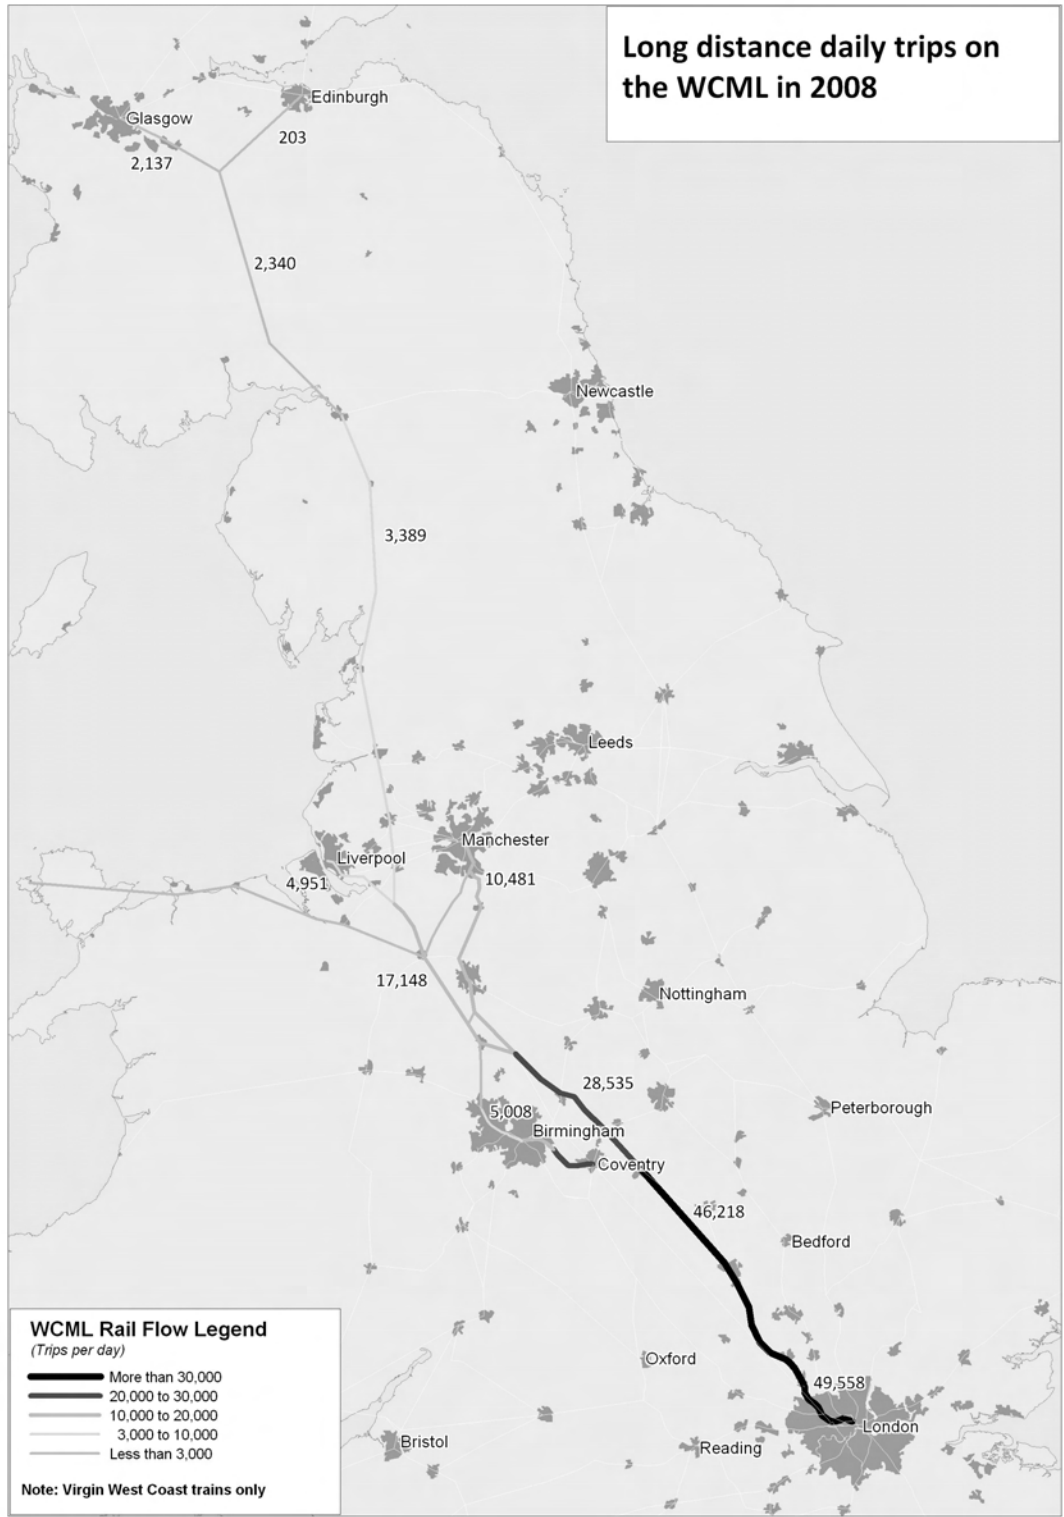 Long distance daily trips on
the WCML in 2008
Edinburgh
Glasgow
203
2,137
2,340
Newcastle
3,389
Leeds
Manchester
Liverpool
4,951
10,481
17,148
Nottingham
28,535
5,008
Peterborough
Birmingham
Coventry
46,218
Bedford
Oxford
49,558
London
Bristol
Reading
WCML Rail Flow Legend
(Trips per day)
More than 30,000
20,000 to 30,000
10,000 to 20,000
3,000 to 10,000
Less than 3,000
Note: Virgin West Coast trains only